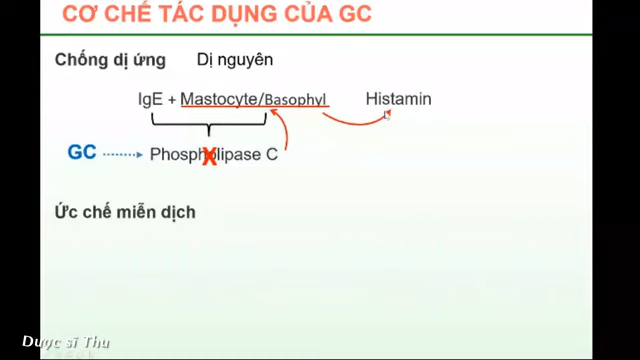 CƠ CHẾ TÁC DỤNG CỦA GC
Chống dị ứng Dị nguyên
IgE + Mastocyte/Basophyl Histamin
GC Phospholipase C
X
Ức chế miễn dịch
Dược sĩ Thu